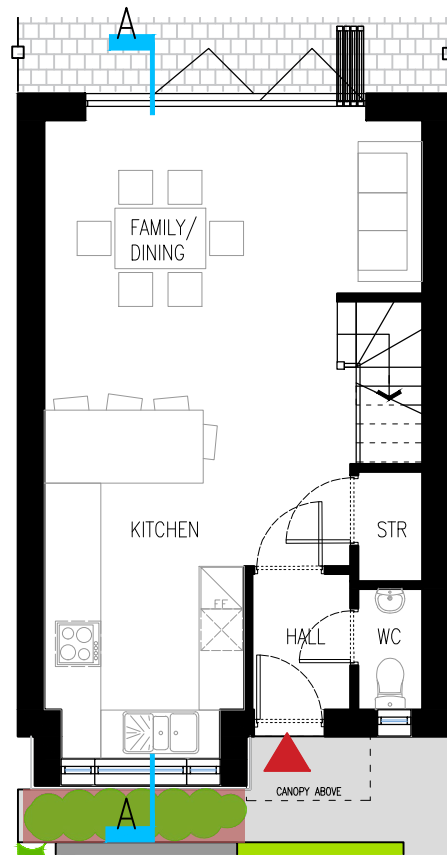 A
FAMILY/
DINING
KITCHEN
STR
FF
HALL
WC
CANOPY ABOVE
A